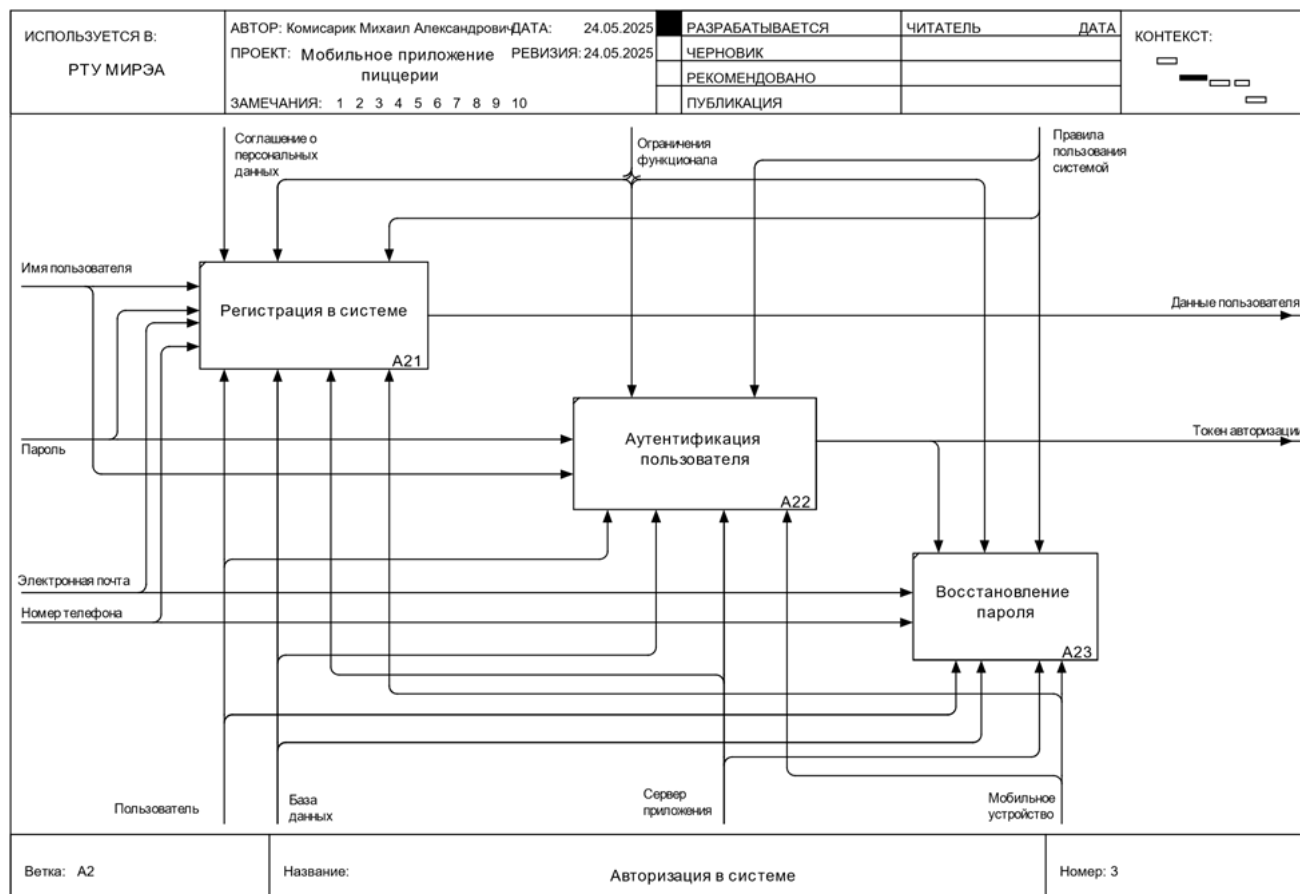 ИСПОЛЬЗУЕТСЯ В:
РТУ МИРЭА
АВТОР: Комисарик Михаил Александрович
ДАТА: 24.05.2025
ПРОЕКТ: Мобильное приложение
пиццерии
РЕВИЗИЯ: 24.05.2025
ЗАМЕЧАНИЯ: 1 2 3 4 5 6 7 8 9 10
РАЗРАБАТЫВАЕТСЯ
ЧЕРНОВИК
РЕКОМЕНДОВАНО
ПУБЛИКАЦИЯ
ЧИТАТЕЛЬ ДАТА
КОНТЕКСТ:
Соглашение о
персональных
данных
Ограничения
функционала
Правила
пользования
системой
Имя пользователя
Регистрация в системе
A21
Данные пользователя
Пароль
Аутентификация
пользователя
A22
Токен авторизации
Электронная почта
Номер телефона
Восстановление
пароля
A23
Пользователь
База
данных
Сервер
приложения
Мобильное
устройство
Ветка: A2
Название:
Авторизация в системе
Номер: 3